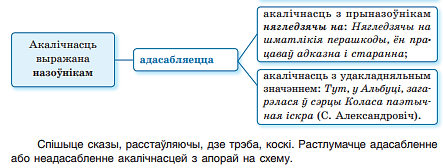 Акалічнасць
выражана
назоўнікам
адасабляецца
акалічнасць з прыназоўнікам
нягледзячы на: Нягледзячы на
шматлікія перашкоды, ён пра-
цаваў адказна і старанна;
акалічнасць з удакладняльным
значэннем: Тут, у Альбуці, зага-
рэлася ў сэрцы Коласа паэтыч-
ная іскра (С. Александровіч).
Спішыце сказы, расстаўляючы, дзе трэба, коскі. Растлумачце адасабленне
або неадасабленне акалічнасцей з апорай на схему.